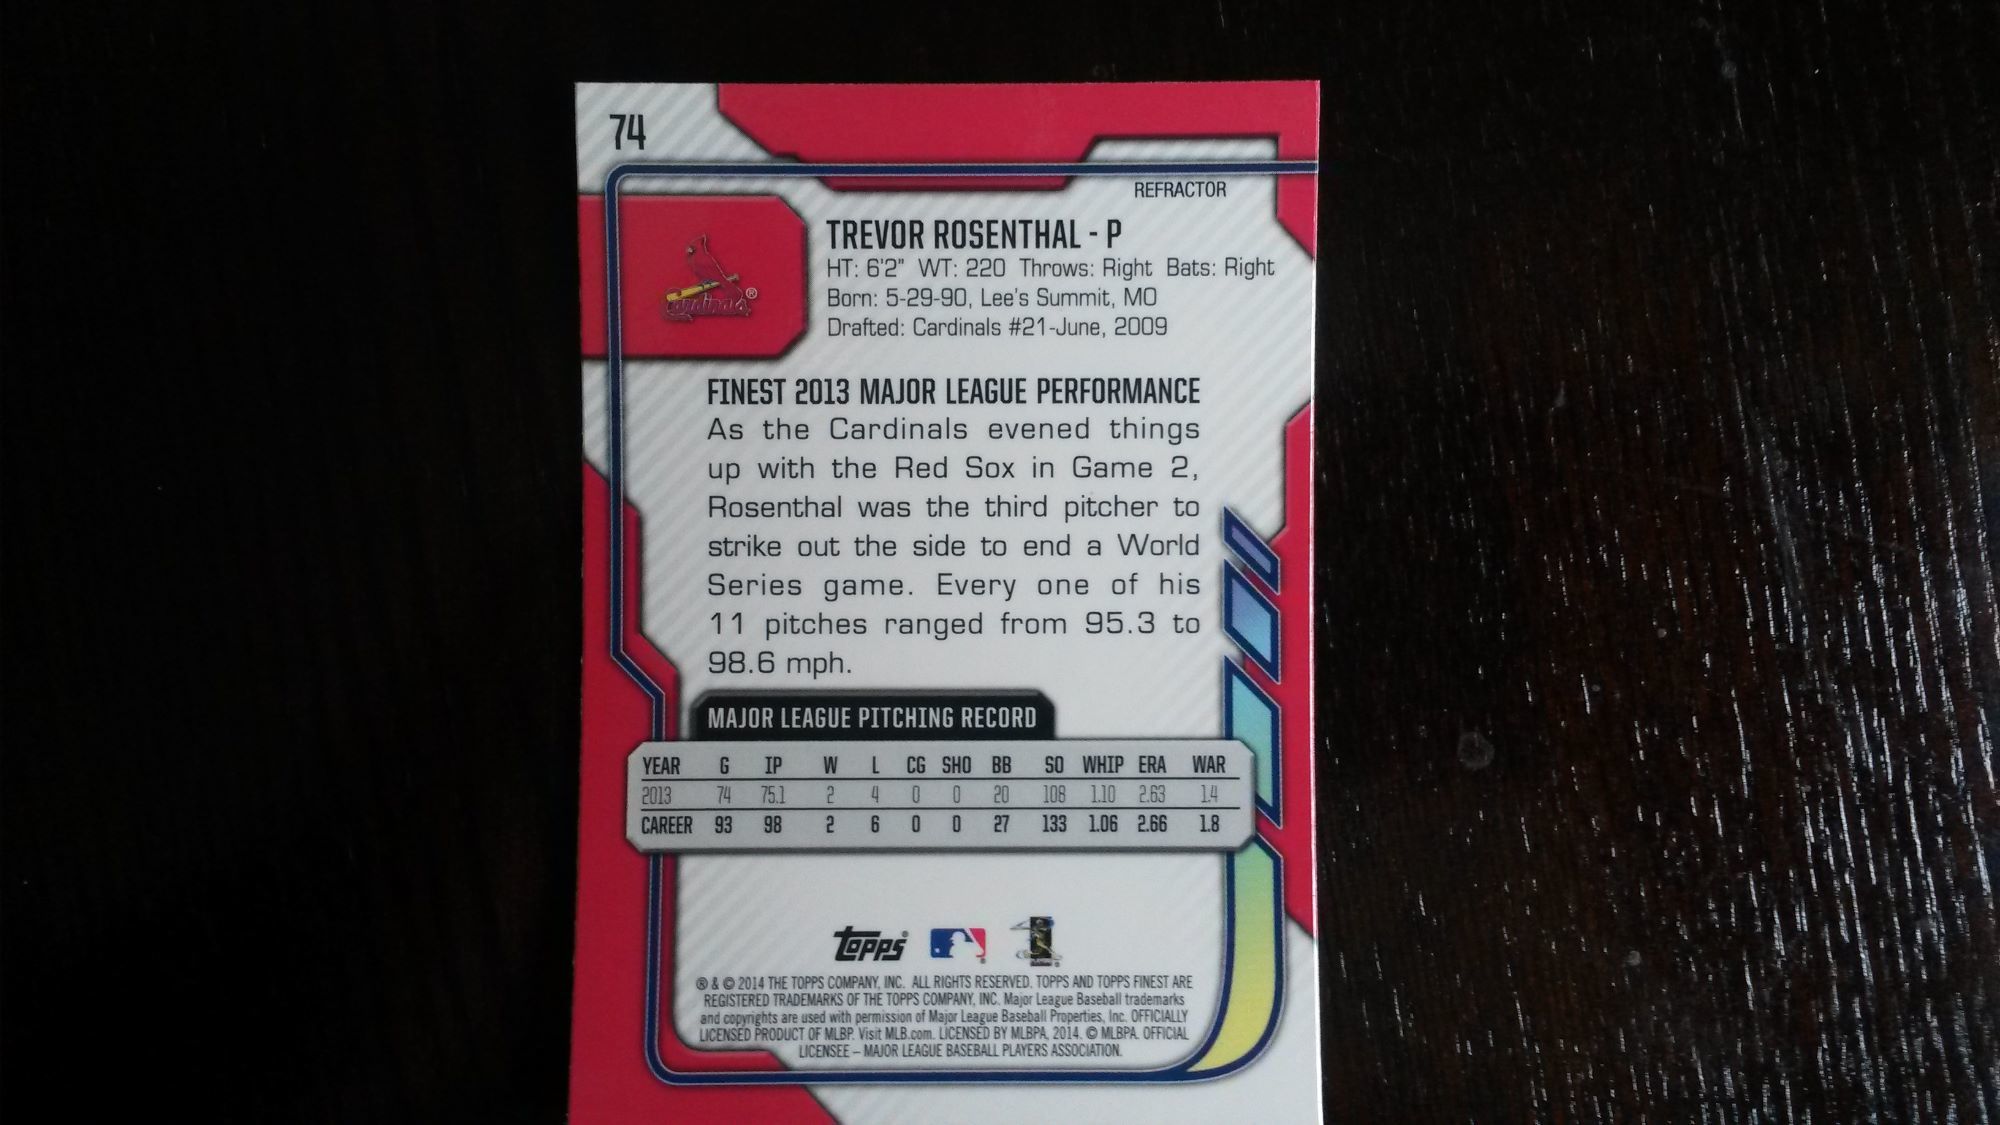 74
REFRACTOR
Cardinals ®
TREVOR ROSENTHAL - P
HT: 6'2" WT: 220 Throws: Right Bats: Right
Born: 5-29-90, Lee's Summit, MO
Drafted: Cardinals #21-June, 2009
FINEST 2013 MAJOR LEAGUE PERFORMANCE
As the Cardinals evened things
up with the Red Sox in Game 2,
Rosenthal was the third pitcher to
strike out the side to end a World
Series game. Every one of his
11 pitches ranged from 95.3 to
98.6 mph.
MAJOR LEAGUE PITCHING RECORD
YEAR G IP W L CG SHO BB SO WHIP ERA WAR
2013 74 75.1 2 4 0 0 20 108 1.10 2.63 1.4
CAREER 93 98 2 6 0 0 27 133 1.06 2.66 1.8
Topps ®
® & © 2014 THE TOPPS COMPANY, INC. ALL RIGHTS RESERVED. TOPPS AND TOPPS FINEST ARE
REGISTERED TRADEMARKS OF THE TOPPS COMPANY, INC. Major League Baseball trademarks
and copyrights are used with permission of Major League Baseball Properties, Inc. OFFICIALLY
LICENSED PRODUCT OF MLBP. Visit MLB.com. LICENSED BY MLBPA, 2014. © MLBPA. OFFICIAL
LICENSEE – MAJOR LEAGUE BASEBALL PLAYERS ASSOCIATION.